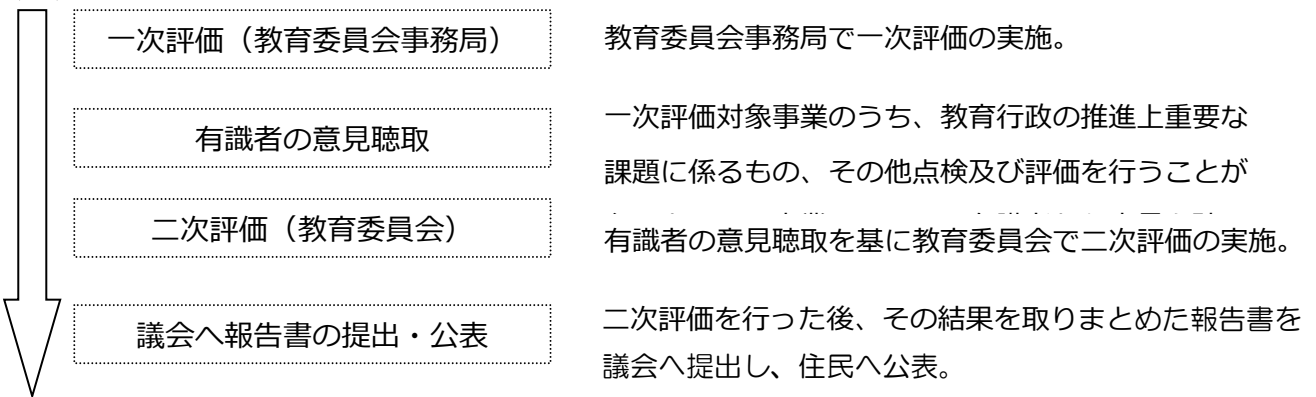 一次評価（教育委員会事務局）
教育委員会事務局で一次評価の実施。
有識者の意見聴取
一次評価対象事業のうち、教育行政の推進上重要な
課題に係るもの、その他点検及び評価を行うことが
二次評価（教育委員会）
有識者の意見聴取を基に教育委員会で二次評価の実施。
議会へ報告書の提出・公表
二次評価を行った後、その結果を取りまとめた報告書を
議会へ提出し、住民へ公表。